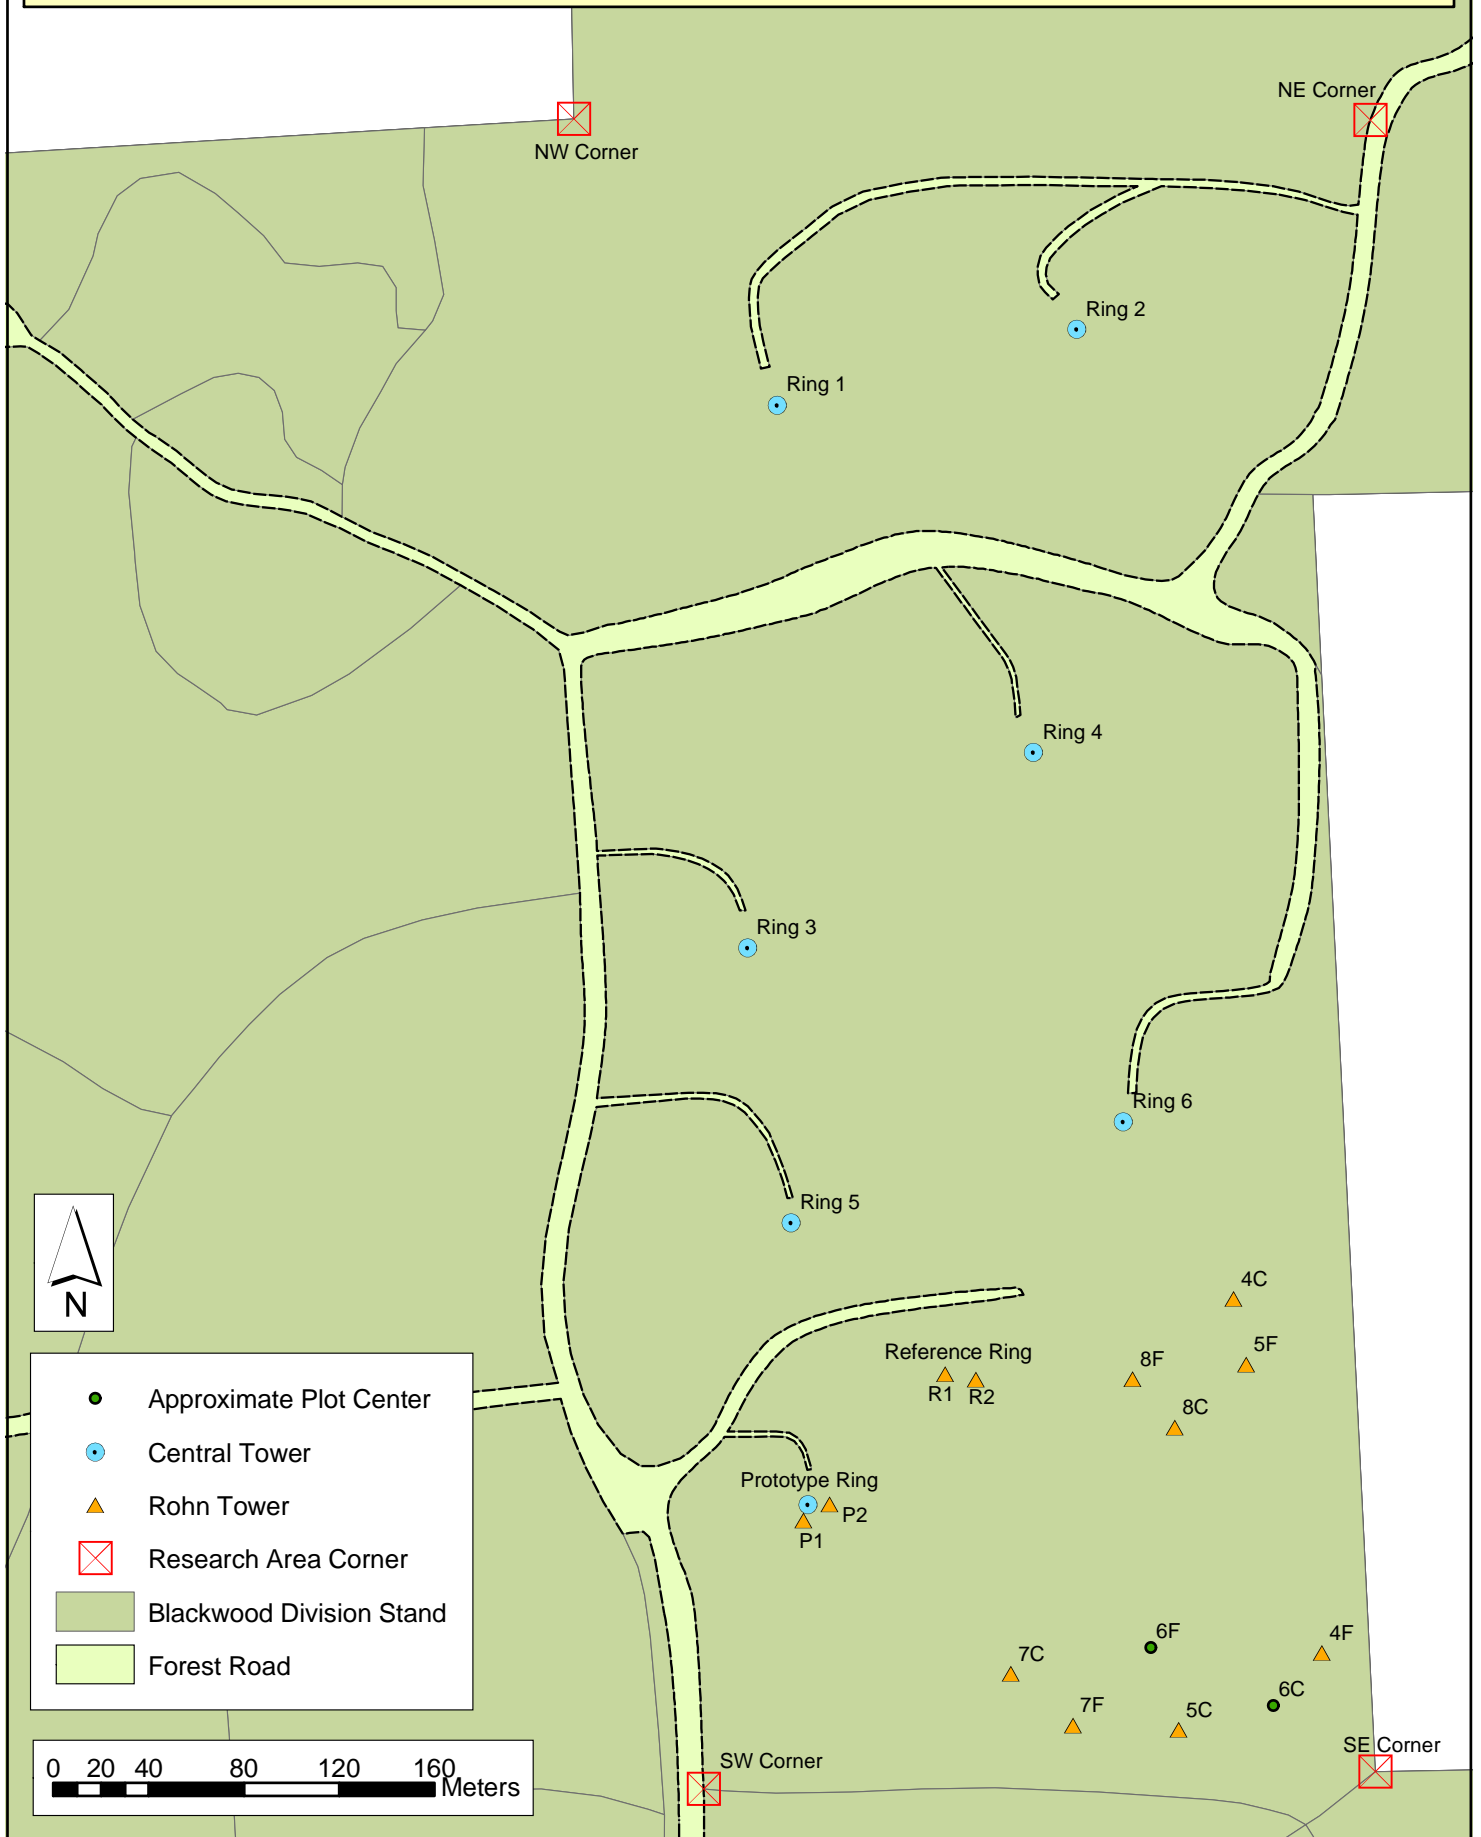 NE Corner
NW Corner
Ring 2
Ring 1
Ring 4
Ring 3
Ring 6
Ring 5
4C
Reference Ring
8F
5F
R1
R2
8C
Prototype Ring
P2
P1
6F
4F
7C
6C
7F
5C
SW Corner
SE Corner
N
Approximate Plot Center
Central Tower
Rohn Tower
Research Area Corner
Blackwood Division Stand
Forest Road
0 20 40 80 120 160
Meters